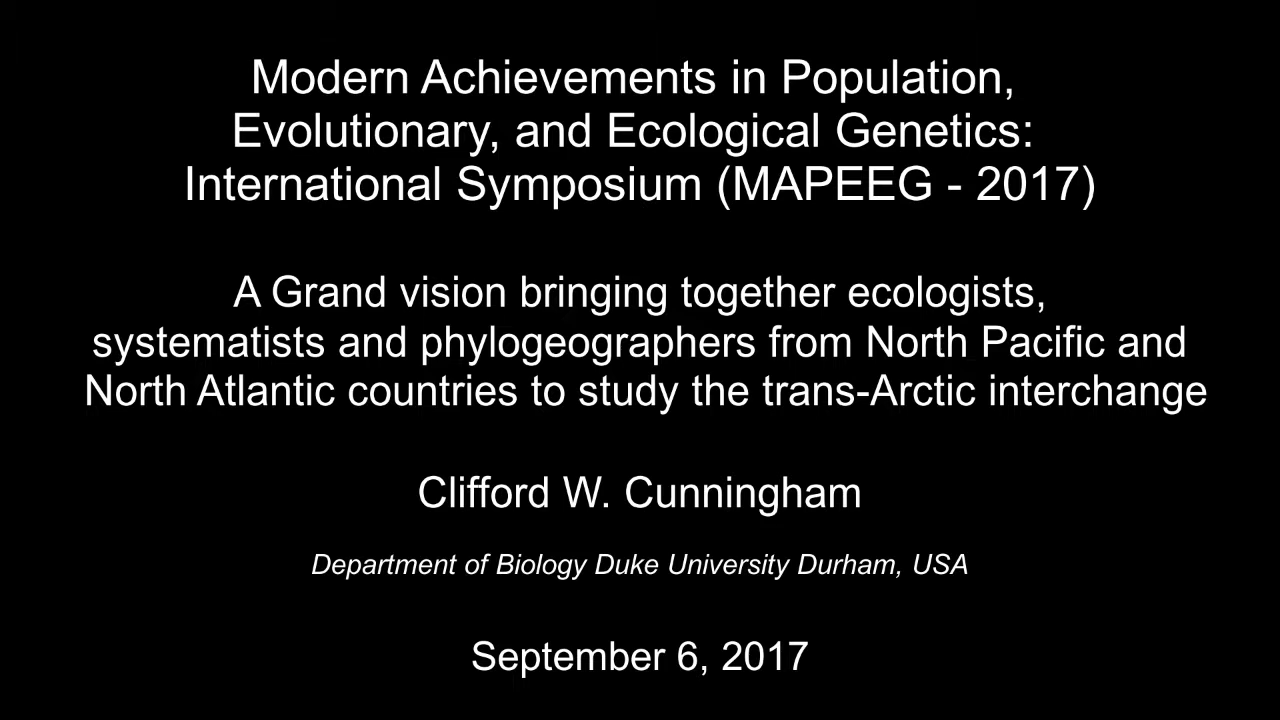 Modern Achievements in Population,
Evolutionary, and Ecological Genetics:
International Symposium (MAPEEG - 2017)
A Grand vision bringing together ecologists,
systematists and phylogeographers from North Pacific and
North Atlantic countries to study the trans-Arctic interchange
Clifford W. Cunningham
Department of Biology Duke University Durham, USA
September 6, 2017